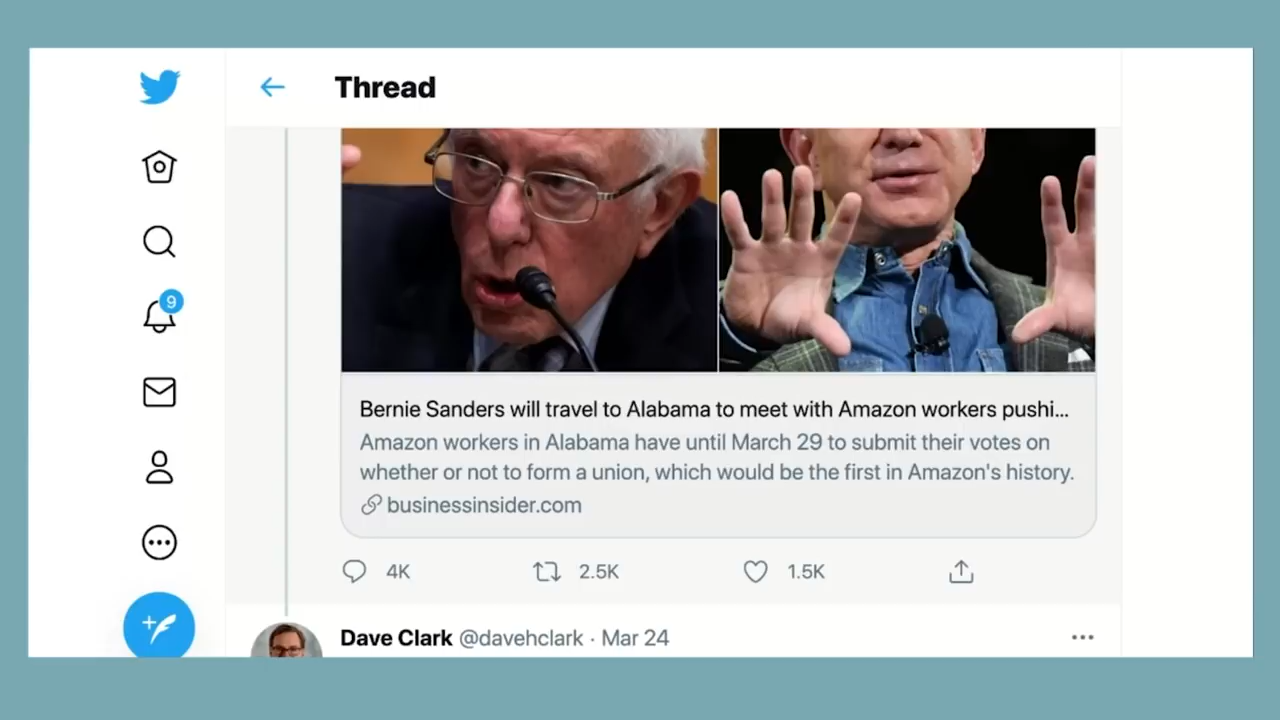 Thread
9
Bernie Sanders will travel to Alabama to meet with Amazon workers pushi...
Amazon workers in Alabama have until March 29 to submit their votes on
whether or not to form a union, which would be the first in Amazon's history.
businessinsider.com
4K 2.5K 1.5K
Dave Clark @davehclark · Mar 24